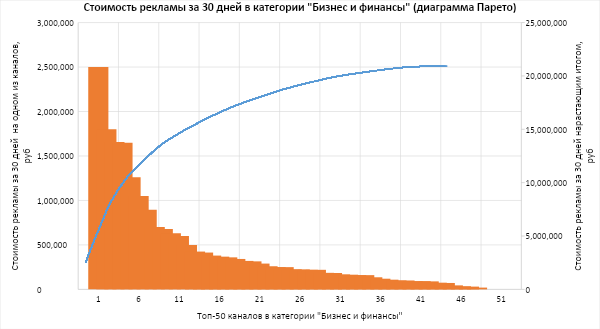 Стоимость рекламы за 30 дней в категории "Бизнес и финансы" (диаграмма Парето)
Стоимость рекламы за 30 дней на одном из каналов,
руб
3,000,000
2,500,000
2,000,000
1,500,000
1,000,000
500,000
0
25,000,000
20,000,000
15,000,000
10,000,000
5,000,000
0
Стоимость рекламы за 30 дней нарастающим итогом,
руб
1 6 11 16 21 26 31 36 41 46 51
Топ-50 каналов в категории "Бизнес и финансы"